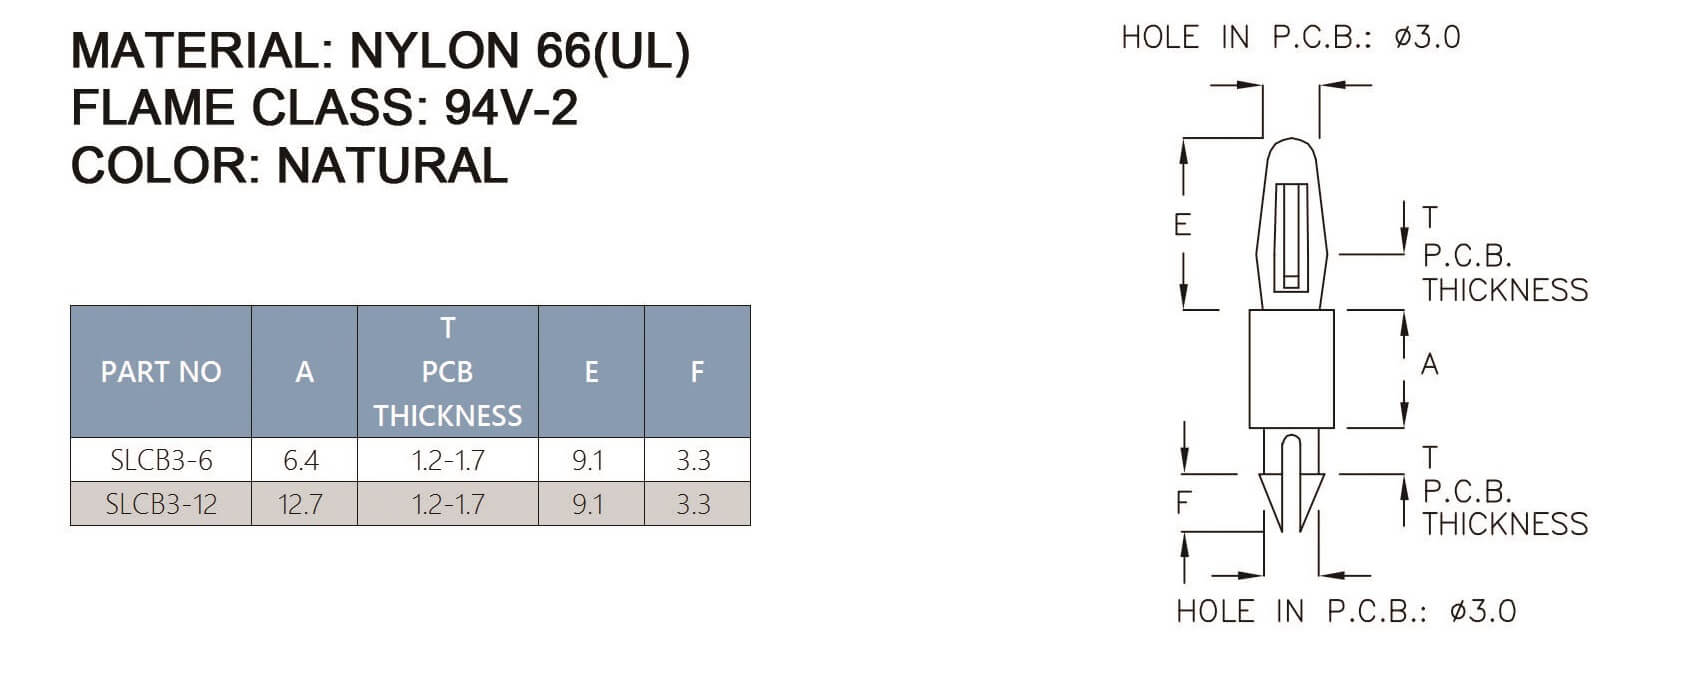 MATERIAL: NYLON 66(UL)
FLAME CLASS: 94V-2
COLOR: NATURAL
PART NO A T PCB THICKNESS E F
SLCB3-6 6.4 1.2-1.7 9.1 3.3
SLCB3-12 12.7 1.2-1.7 9.1 3.3
HOLE IN P.C.B.: ø3.0
E
T
P.C.B.
THICKNESS
A
F
T
P.C.B.
THICKNESS
HOLE IN P.C.B.: ø3.0